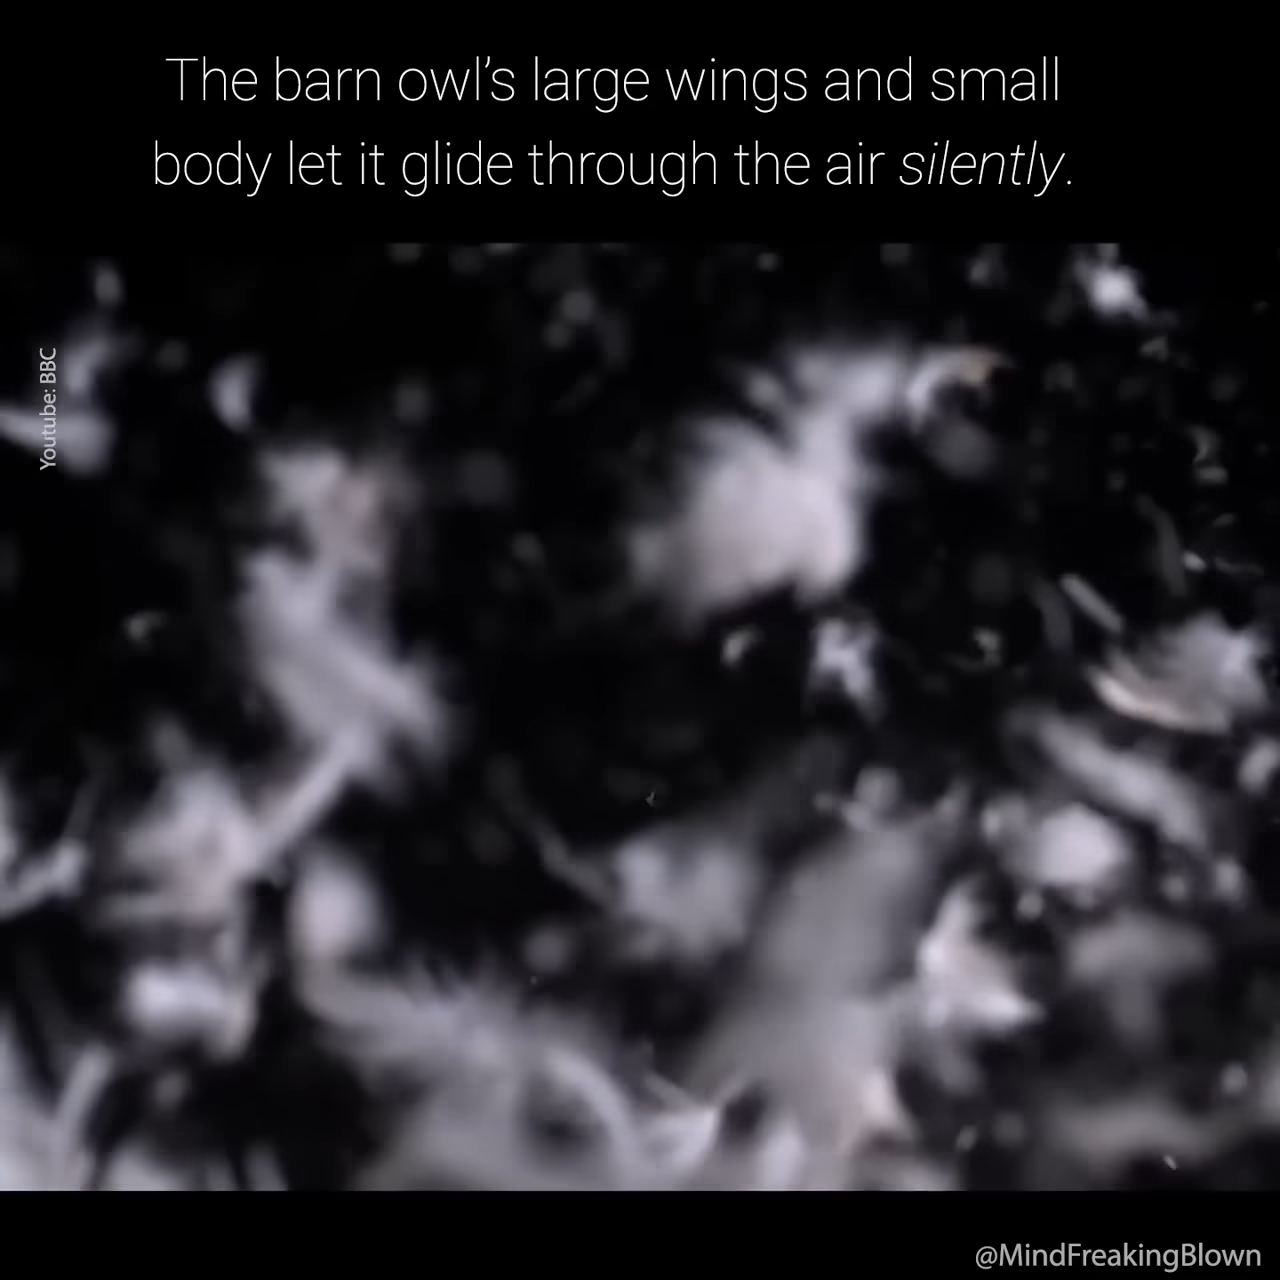 The barn owl’s large wings and small
body let it glide through the air silently.
Youtube: BBC
@MindFreakingBlown